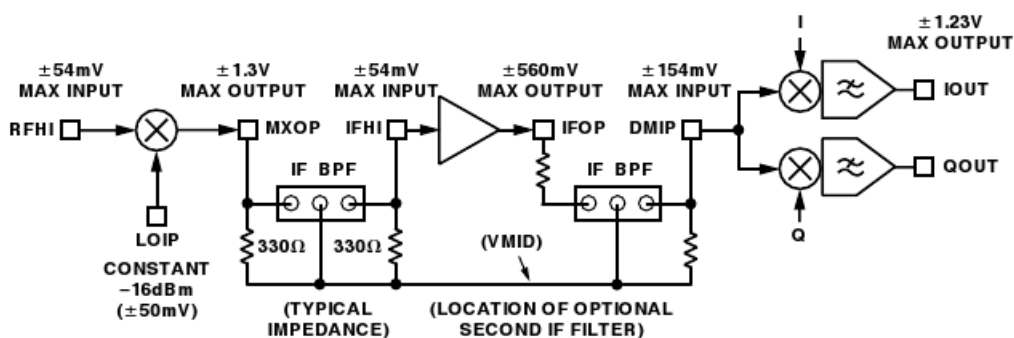 ±54mV
MAX INPUT
±1.3V
MAX OUTPUT
±54mV
MAX INPUT
±560mV
MAX OUTPUT
±154mV
MAX INPUT
I
±1.23V
MAX OUTPUT
RFHI
MXOP
IFHI
IFOP
DMIP
IOUT
IF BPF
IF BPF
QOUT
LOIP
CONSTANT
−16dBm
(±50mV)
330Ω
330Ω
(VMID)
Q
(TYPICAL
IMPEDANCE)
(LOCATION OF OPTIONAL
SECOND IF FILTER)